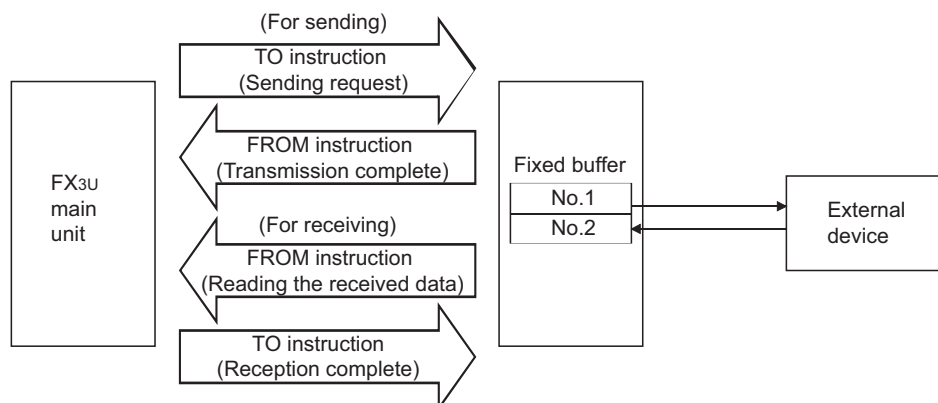 (For sending)
TO instruction
(Sending request)
FROM instruction
(Transmission complete)
(For receiving)
FROM instruction
(Reading the received data)
TO instruction
(Reception complete)
FX3U
main
unit
Fixed buffer
No.1
No.2
External
device